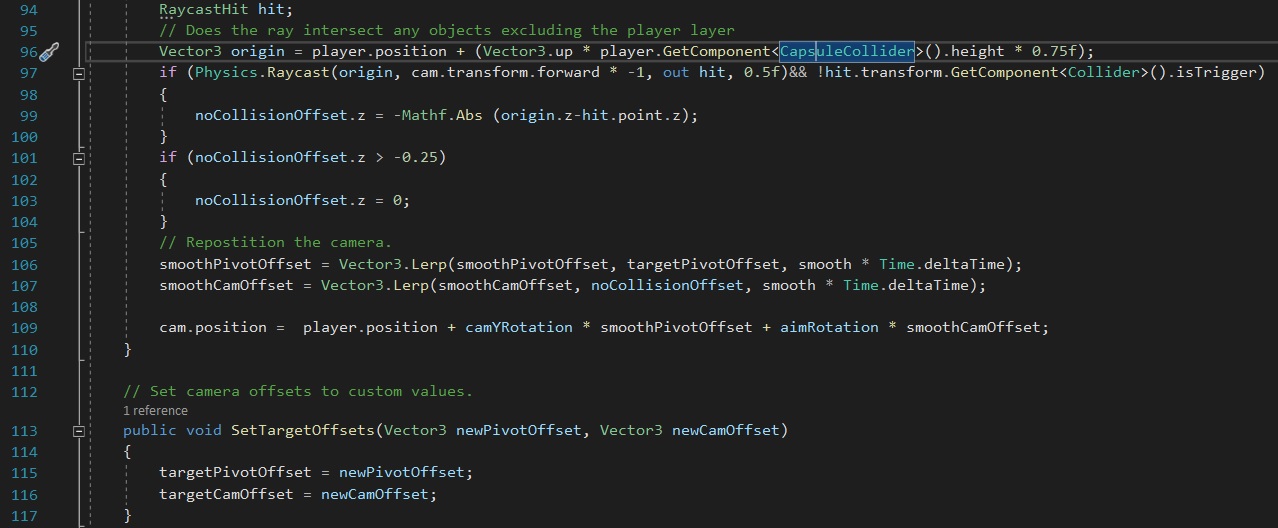 94 RaycastHit hit;
95 // Does the ray intersect any objects excluding the player layer
96 Vector3 origin = player.position + (Vector3.up * player.GetComponent<CapsuleCollider>().height * 0.75f);
97 if (Physics.Raycast(origin, cam.transform.forward * -1, out hit, 0.5f)&& !hit.transform.GetComponent<Collider>().isTrigger)
98 {
99 noCollisionOffset.z = -Mathf.Abs (origin.z-hit.point.z);
100 }
101 if (noCollisionOffset.z > -0.25)
102 {
103 noCollisionOffset.z = 0;
104 }
105 // Repostition the camera.
106 smoothPivotOffset = Vector3.Lerp(smoothPivotOffset, targetPivotOffset, smooth * Time.deltaTime);
107 smoothCamOffset = Vector3.Lerp(smoothCamOffset, noCollisionOffset, smooth * Time.deltaTime);
108
109 cam.position =  player.position + camYRotation * smoothPivotOffset + aimRotation * smoothCamOffset;
110 }
111
112 // Set camera offsets to custom values.
1 reference
113 public void SetTargetOffsets(Vector3 newPivotOffset, Vector3 newCamOffset)
114 {
115 targetPivotOffset = newPivotOffset;
116 targetCamOffset = newCamOffset;
117 }